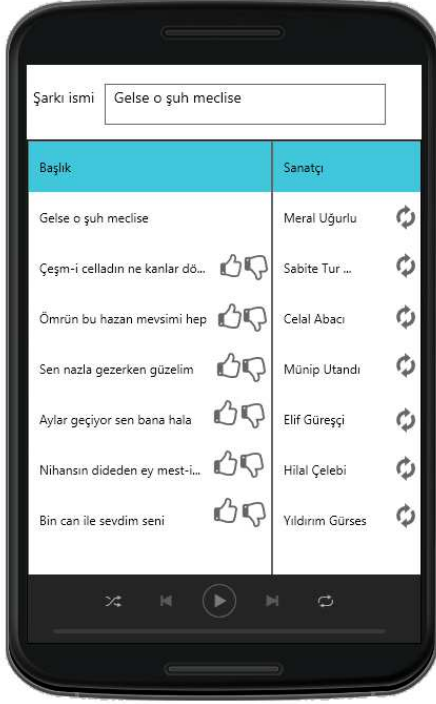 Şarkı ismi Gelse o şuh meclise
Başlık Sanatçı
Gelse o şuh meclise Meral Uğurlu
Çeşm-i celladın ne kanlar dö... Sabite Tur ...
Ömrün bu hazan mevsimi hep Celal Abacı
Sen nazla gezerken güzelim Münip Utandı
Aylar geçiyor sen bana hala Elif Güreşçi
Nihansın dideden ey mest-i... Hilal Çelebi
Bin can ile sevdim seni Yıldırım Gürses